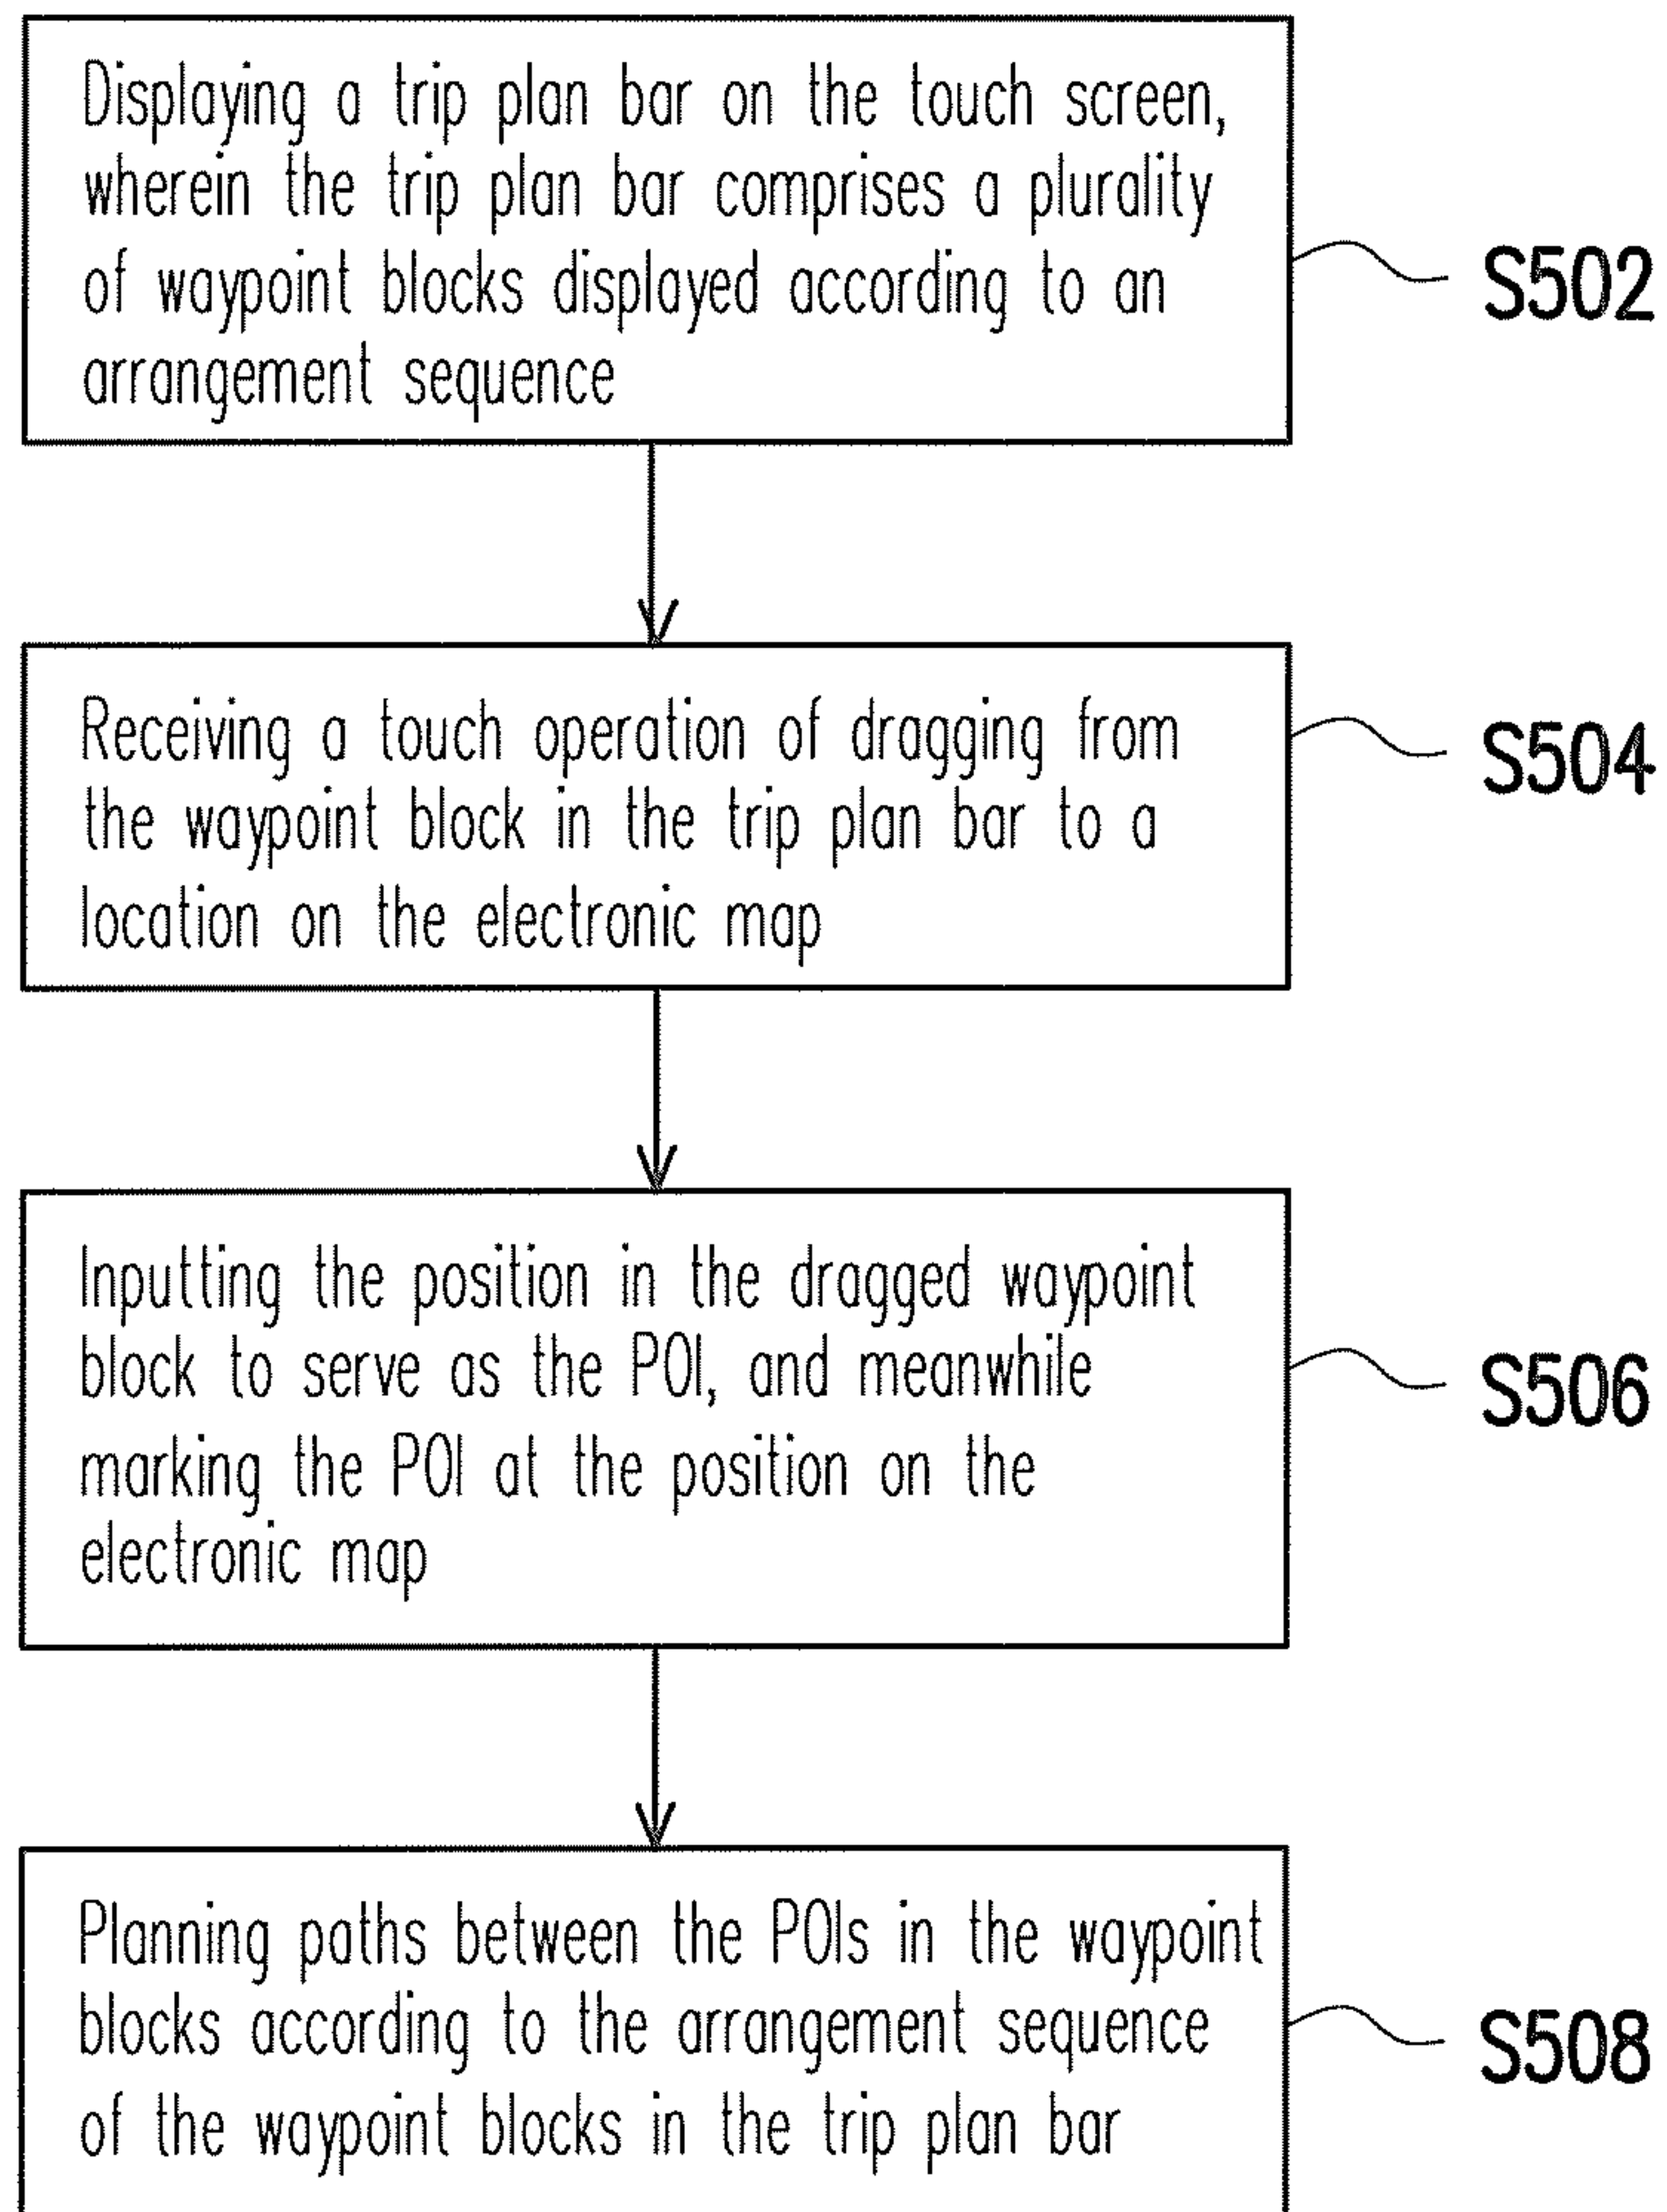 Displaying a trip plan bar on the touch screen,
wherein the trip plan bar comprises a plurality
of waypoint blocks displayed according to an
arrangement sequence
S502
Receiving a touch operation of dragging from
the waypoint block in the trip plan bar to a
location on the electronic map
S504
Inputting the position in the dragged waypoint
block to serve as the POI, and meanwhile
marking the POI at the position on the
electronic map
S506
Planning paths between the POIs in the waypoint
blocks according to the arrangement sequence
of the waypoint blocks in the trip plan bar
S508